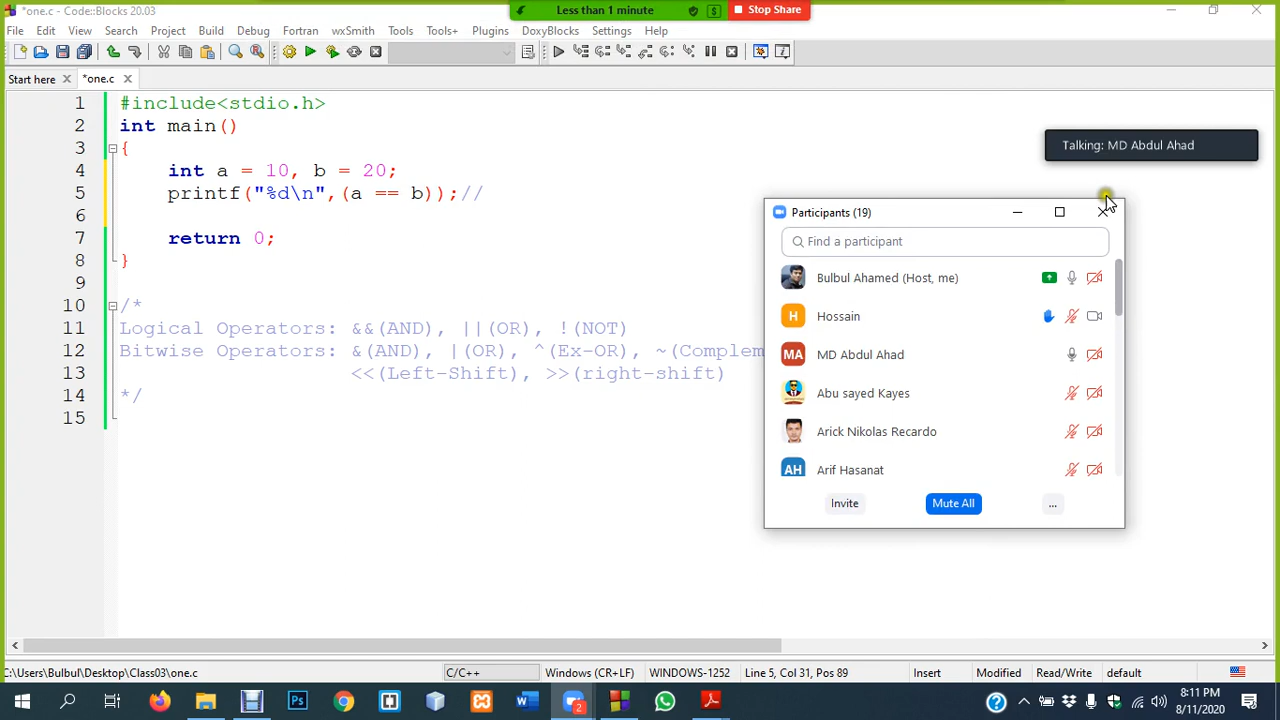 *one.c - Code::Blocks 20.03
Less than 1 minute
$
Stop Share
File Edit View Search Project Build Debug Fortran wxSmith Tools Tools+ Plugins DoxyBlocks Settings Help
Start here
*one.c
1 #include<stdio.h>
2 int main()
3 {
4 int a = 10, b = 20;
5 printf("%d\n",(a == b));//
6
7 return 0;
8 }
9
10 /*
11 Logical Operators: &&(AND), ||(OR), !(NOT)
12 Bitwise Operators: &(AND), |(OR), ^(Ex-OR), ~(Complem
13 <<(Left-Shift), >>(right-shift)
14 */
15
Talking: MD Abdul Ahad
Participants (19)
Find a participant
Bulbul Ahamed (Host, me)
H Hossain
MA MD Abdul Ahad
Abu sayed Kayes
Arick Nikolas Recardo
AH Arif Hasanat
Invite Mute All ...
C:\Users\Bulbul\Desktop\Class03\one.c C/C++ Windows (CR+LF) WINDOWS-1252 Line 5, Col 31, Pos 89 Insert Modified Read/Write default
Ps
2
8:11 PM
8/11/2020